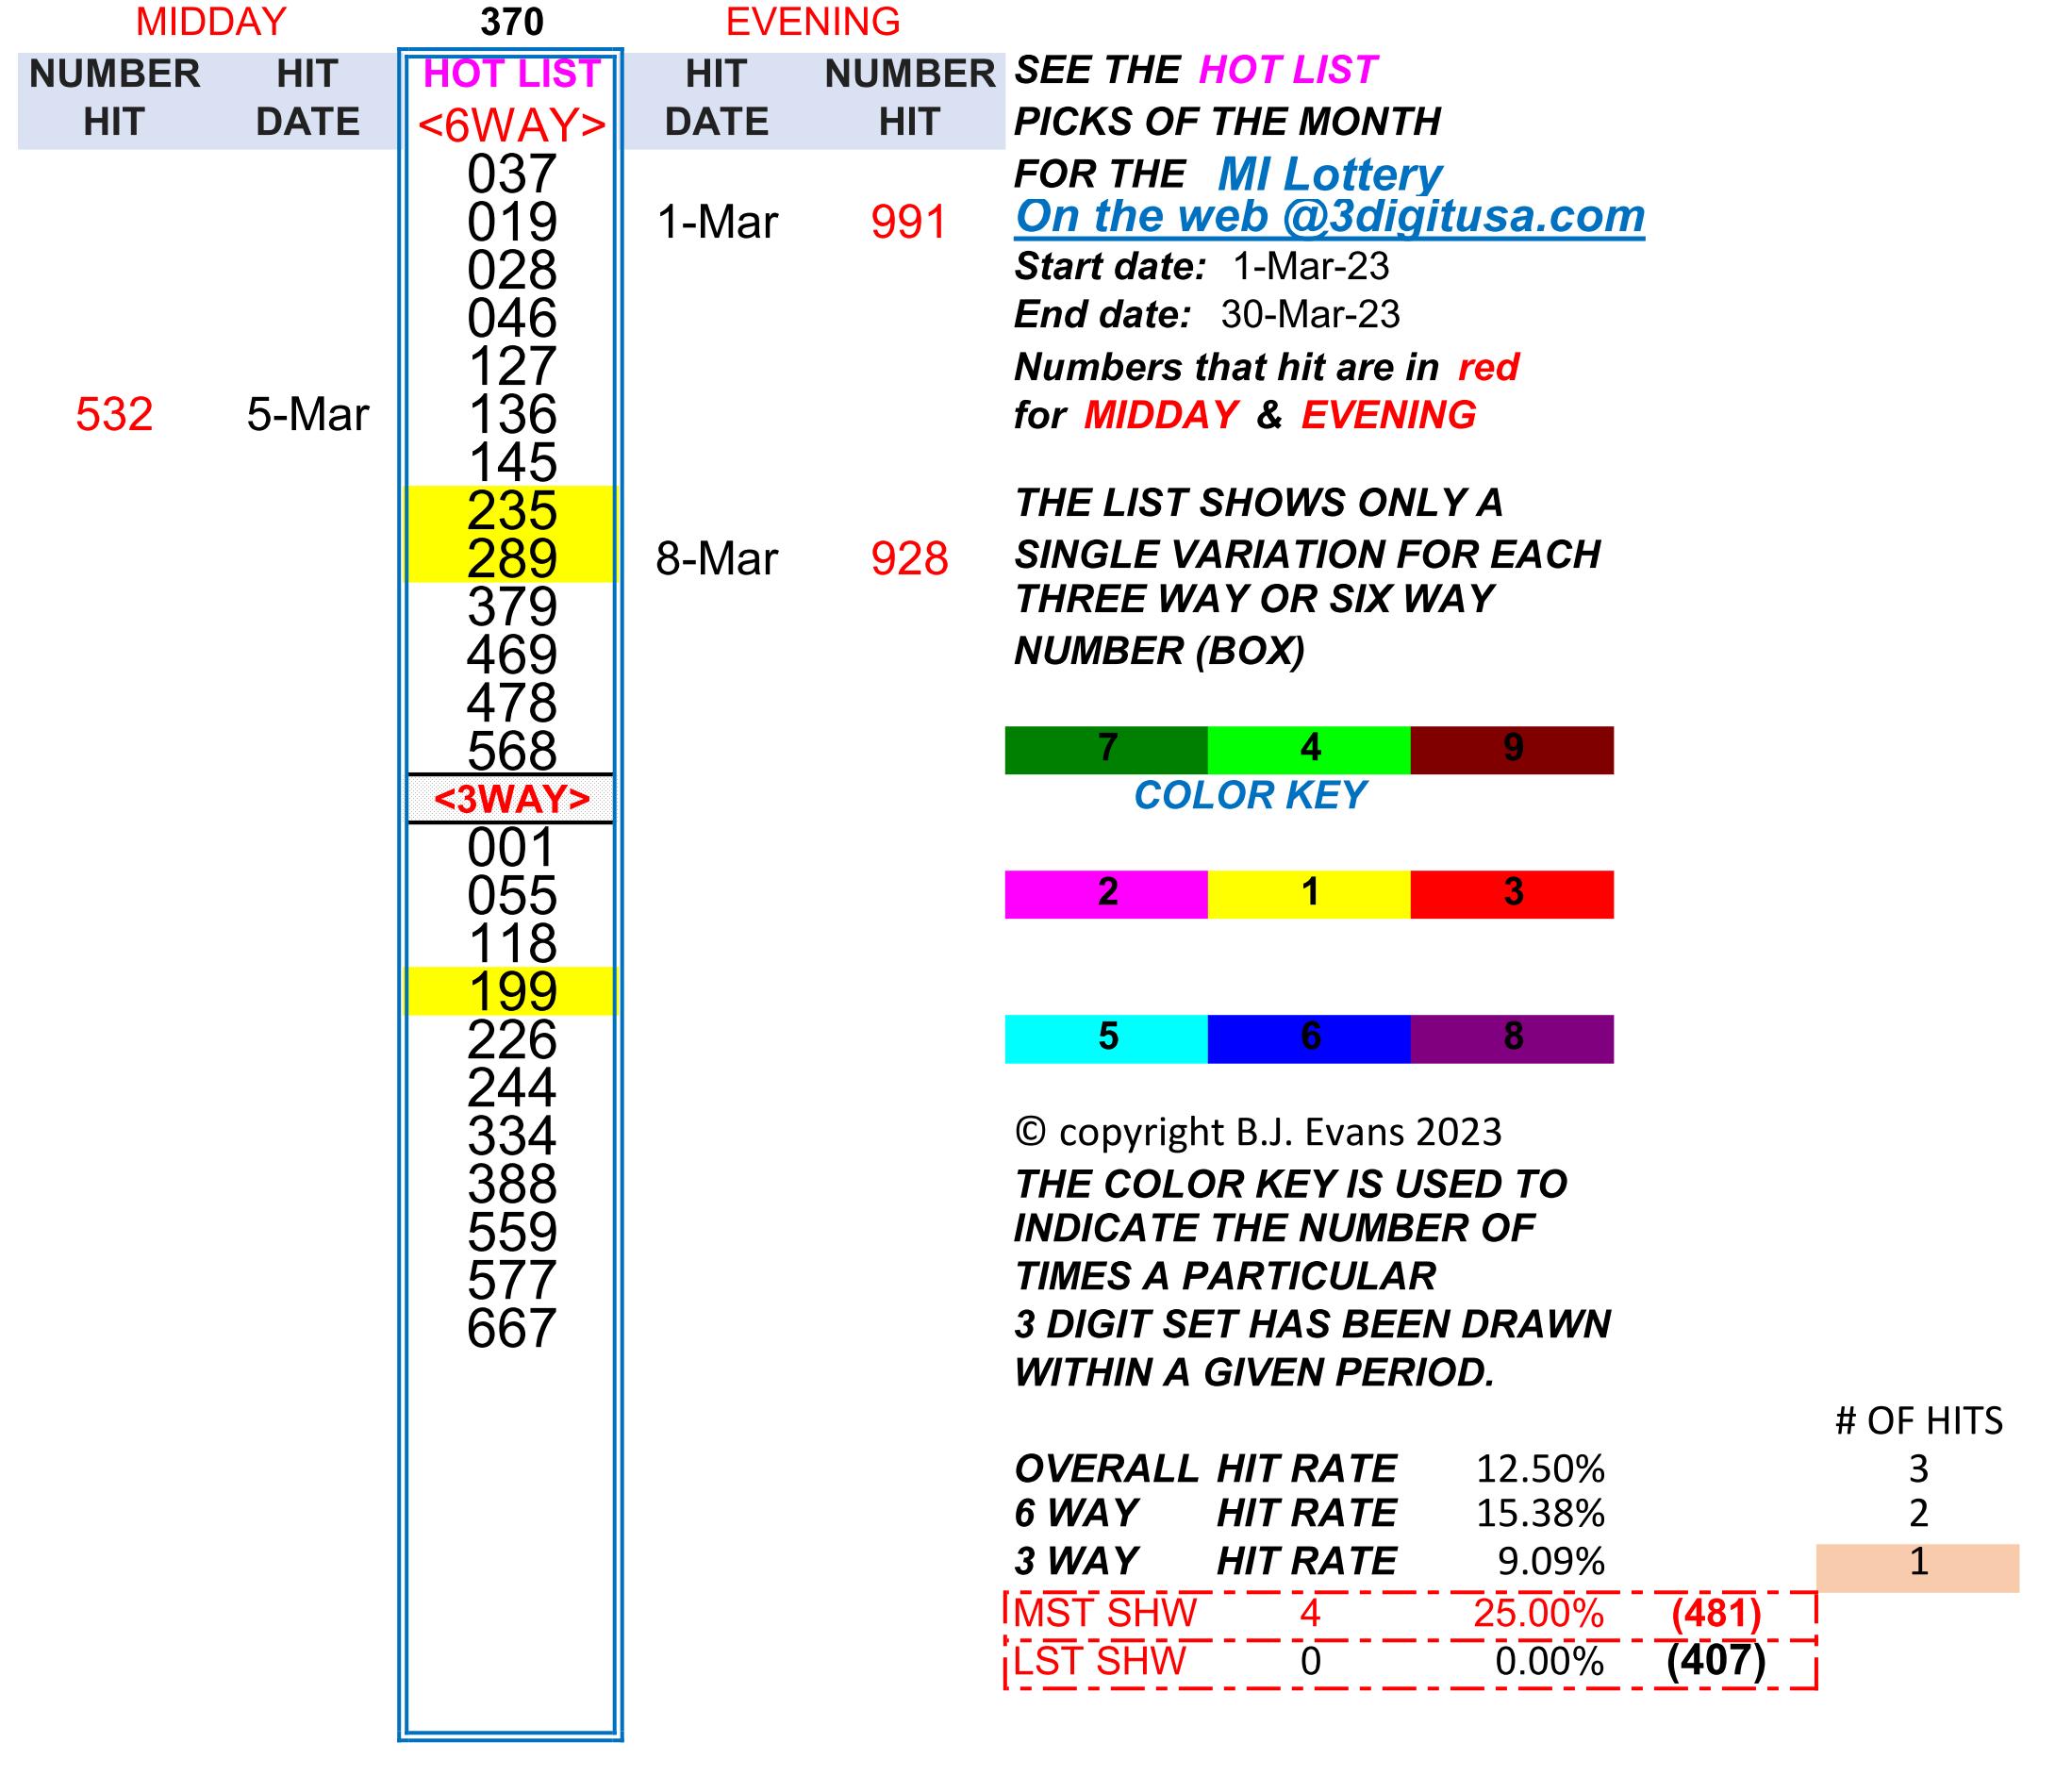 MIDDAY 370 EVENING
NUMBER HIT HOT LIST HIT NUMBER SEE THE HOT LIST
HIT DATE <6WAY> DATE HIT PICKS OF THE MONTH
037 FOR THE MI Lottery
019 1-Mar 991 On the web @3digitusa.com
028 Start date: 1-Mar-23
046 End date: 30-Mar-23
127 Numbers that hit are in red
532 5-Mar 136 for MIDDAY & EVENING
145
235 THE LIST SHOWS ONLY A
289 8-Mar 928 SINGLE VARIATION FOR EACH
379 THREE WAY OR SIX WAY
469 NUMBER (BOX)
478
568 7 4 9
<3WAY> COLOR KEY
001
055 2 1 3
118
199
226 5 6 8
244
334 © copyright B.J. Evans 2023
388 THE COLOR KEY IS USED TO
559 INDICATE THE NUMBER OF
577 TIMES A PARTICULAR
667 3 DIGIT SET HAS BEEN DRAWN
WITHIN A GIVEN PERIOD.
# OF HITS
OVERALL HIT RATE 12.50% 3
6 WAY HIT RATE 15.38% 2
3 WAY HIT RATE 9.09% 1
MST SHW 4 25.00% (481)
LST SHW 0 0.00% (407)